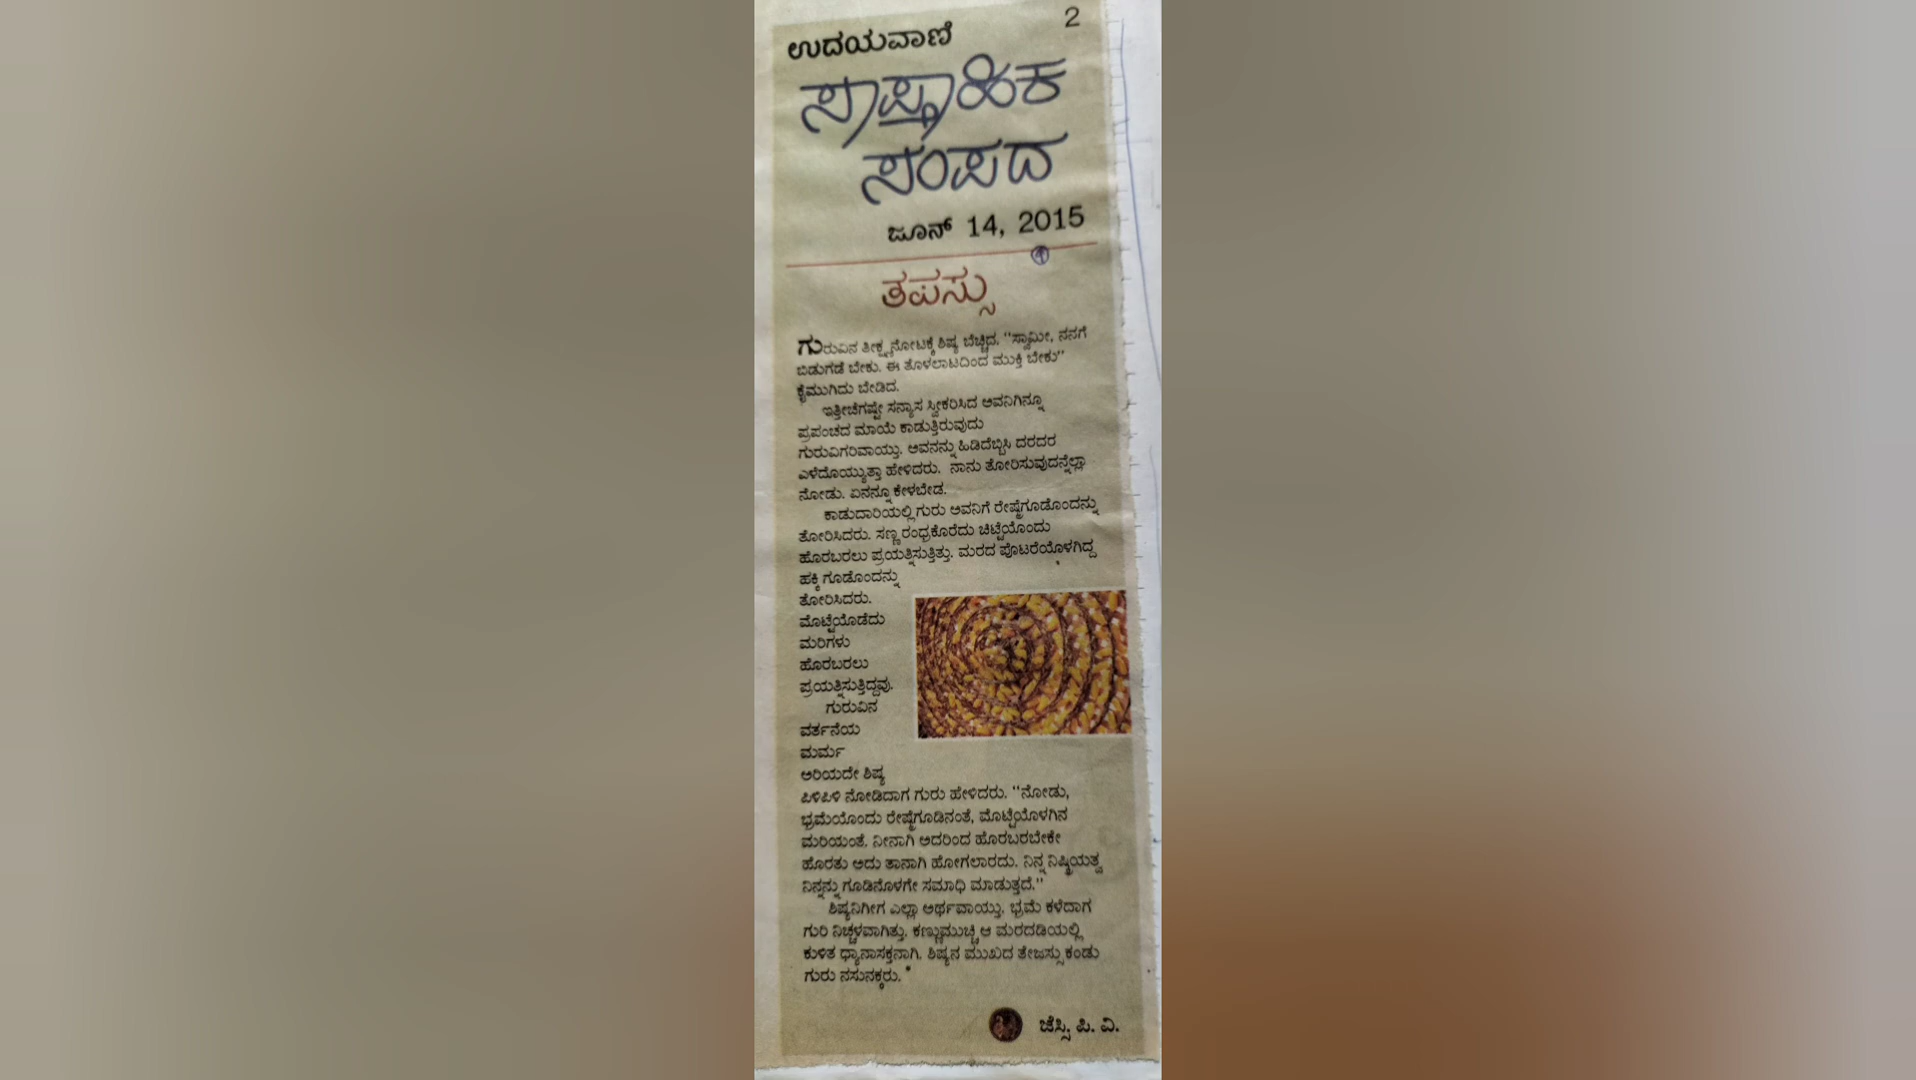 2
ಉದಯವಾಣಿ
ಸಾಪ್ತಾಹಿಕ
ಸಂಪದ
ಜೂನ್ 14, 2015
೪
ತಪಸ್ಸು
ಗುರುವಿನ ತೀಕ್ಷ್ಣನೋಟಕ್ಕೆ ಶಿಷ್ಯ ಬೆಚ್ಚಿದ. "ಸ್ವಾಮೀ, ನನಗೆ
ಬಿಡುಗಡೆ ಬೇಕು. ಈ ತೊಳಲಾಟದಿಂದ ಮುಕ್ತಿ ಬೇಕು"
ಕೈಮುಗಿದು ಬೇಡಿದ.
ಇತ್ತೀಚೆಗಷ್ಟೇ ಸನ್ಯಾಸ ಸ್ವೀಕರಿಸಿದ ಅವನಿಗಿನ್ನೂ
ಪ್ರಪಂಚದ ಮಾಯೆ ಕಾಡುತ್ತಿರುವುದು
ಗುರುವಿಗರಿವಾಯ್ತು. ಅವನನ್ನು ಹಿಡಿದೆಬ್ಬಿಸಿ ದರದರ
ಎಳೆದೊಯ್ಯುತ್ತಾ ಹೇಳಿದರು. ನಾನು ತೋರಿಸುವುದನ್ನೆಲ್ಲಾ
ನೋಡು. ಏನನ್ನೂ ಕೇಳಬೇಡ.
ಕಾಡುದಾರಿಯಲ್ಲಿ ಗುರು ಅವನಿಗೆ ರೇಷ್ಮೆಗೂಡೊಂದನ್ನು
ತೋರಿಸಿದರು. ಸಣ್ಣ ರಂಧ್ರಕೊರೆದು ಚಿಟ್ಟೆಯೊಂದು
ಹೊರಬರಲು ಪ್ರಯತ್ನಿಸುತ್ತಿತ್ತು. ಮರದ ಪೊಟರೆಯೊಳಗಿದ್ದ
ಹಕ್ಕಿ ಗೂಡೊಂದನ್ನು
ತೋರಿಸಿದರು.
ಮೊಟ್ಟೆಯೊಡೆದು
ಮರಿಗಳು
ಹೊರಬರಲು
ಪ್ರಯತ್ನಿಸುತ್ತಿದ್ದವು.
ಗುರುವಿನ
ವರ್ತನೆಯ
ಮರ್ಮ
ಅರಿಯದೇ ಶಿಷ್ಯ
ಪಿಳಿಪಿಳಿ ನೋಡಿದಾಗ ಗುರು ಹೇಳಿದರು. "ನೋಡು,
ಭ್ರಮೆಯೊಂದು ರೇಷ್ಮೆಗೂಡಿನಂತೆ, ಮೊಟ್ಟೆಯೊಳಗಿನ
ಮರಿಯಂತೆ. ನೀನಾಗಿ ಅದರಿಂದ ಹೊರಬರಬೇಕೇ
ಹೊರತು ಅದು ತಾನಾಗಿ ಹೋಗಲಾರದು. ನಿನ್ನ ನಿಷ್ಕ್ರಿಯತ್ವ
ನಿನ್ನನ್ನು ಗೂಡಿನೊಳಗೇ ಸಮಾಧಿ ಮಾಡುತ್ತದೆ."
ಶಿಷ್ಯನಿಗೀಗ ಎಲ್ಲಾ ಅರ್ಥವಾಯ್ತು. ಭ್ರಮೆ ಕಳೆದಾಗ
ಗುರಿ ನಿಚ್ಚಳವಾಗಿತ್ತು. ಕಣ್ಣುಮುಚ್ಚಿ ಆ ಮರದಡಿಯಲ್ಲಿ
ಕುಳಿತ ಧ್ಯಾನಾಸಕ್ತನಾಗಿ. ಶಿಷ್ಯನ ಮುಖದ ತೇಜಸ್ಸು ಕಂಡು
ಗುರು ನಸುನಕ್ಕರು.
ಜೆಸ್ಸಿ ಪಿ. ವಿ.